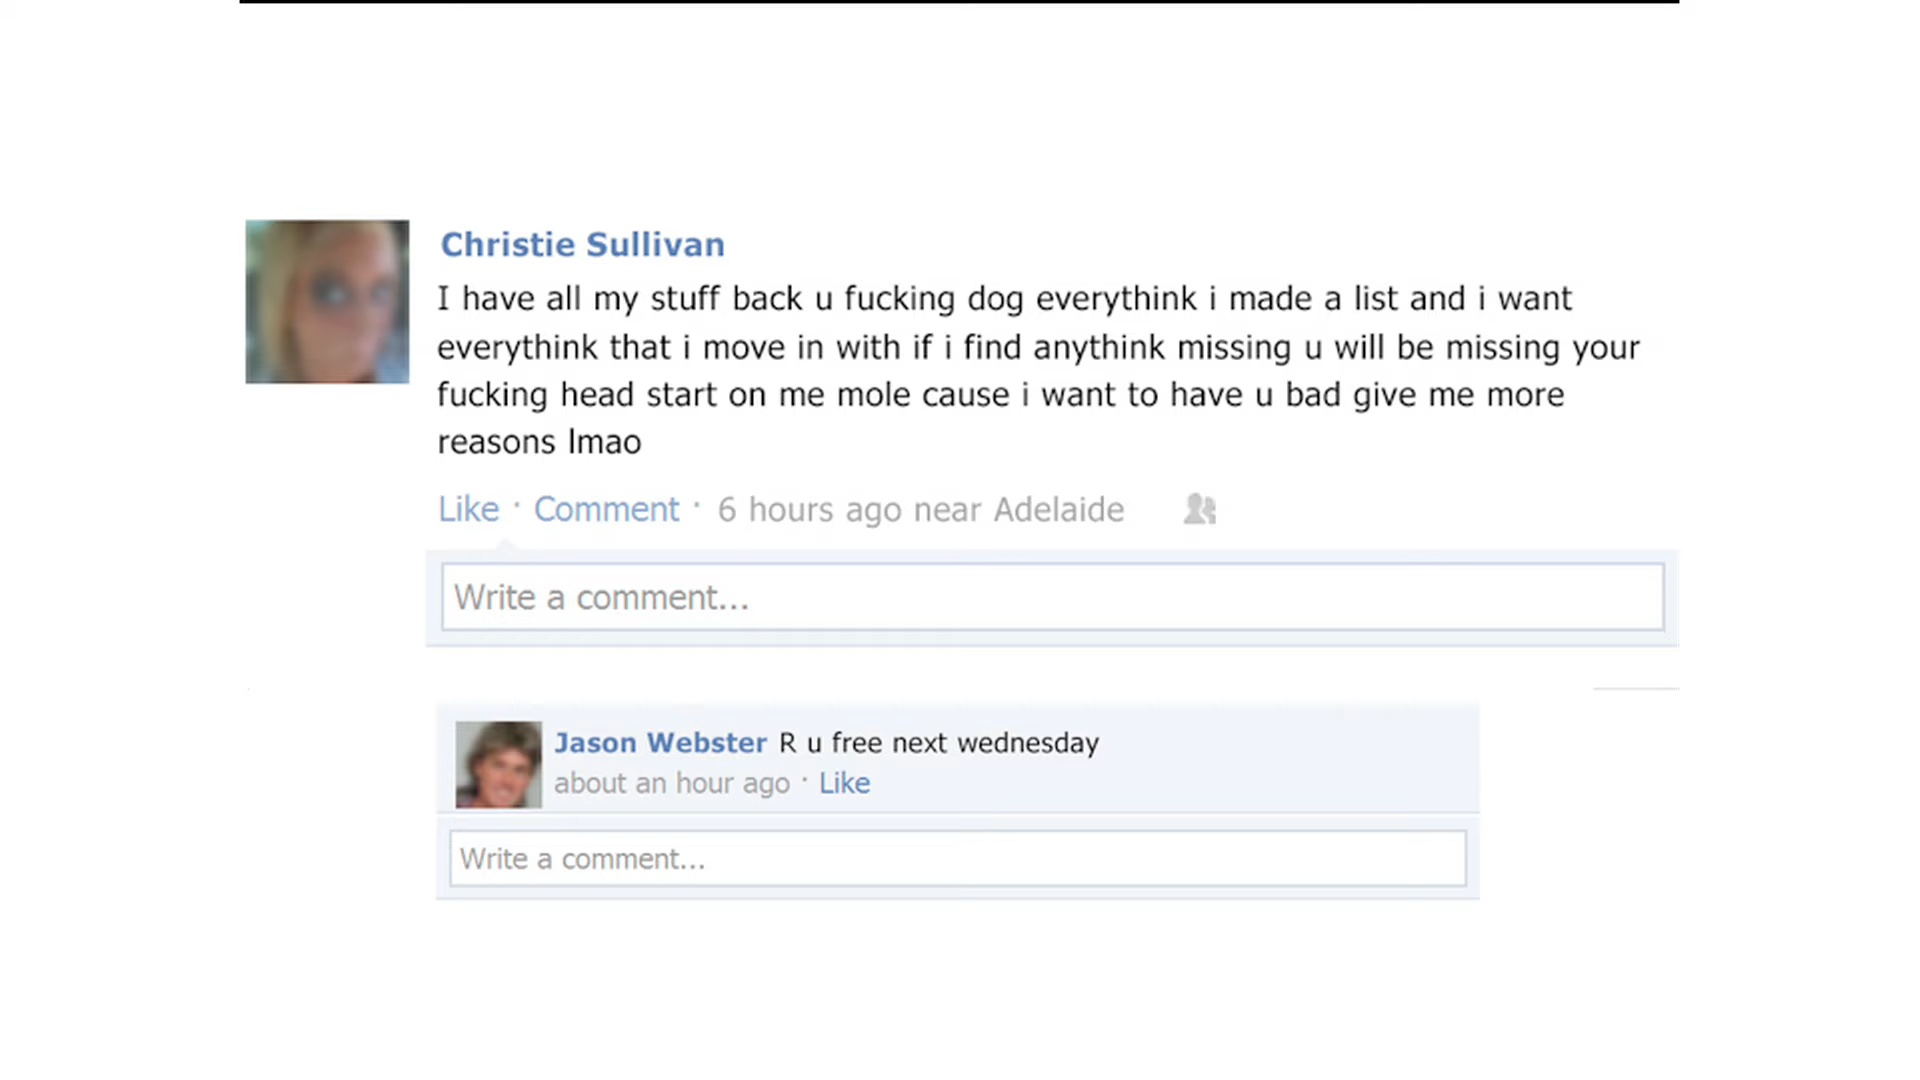 Christie Sullivan
I have all my stuff back u fucking dog everythink i made a list and i want
everythink that i move in with if i find anythink missing u will be missing your
fucking head start on me mole cause i want to have u bad give me more
reasons lmao
Like · Comment · 6 hours ago near Adelaide
Write a comment...
Jason Webster R u free next wednesday
about an hour ago · Like
Write a comment...